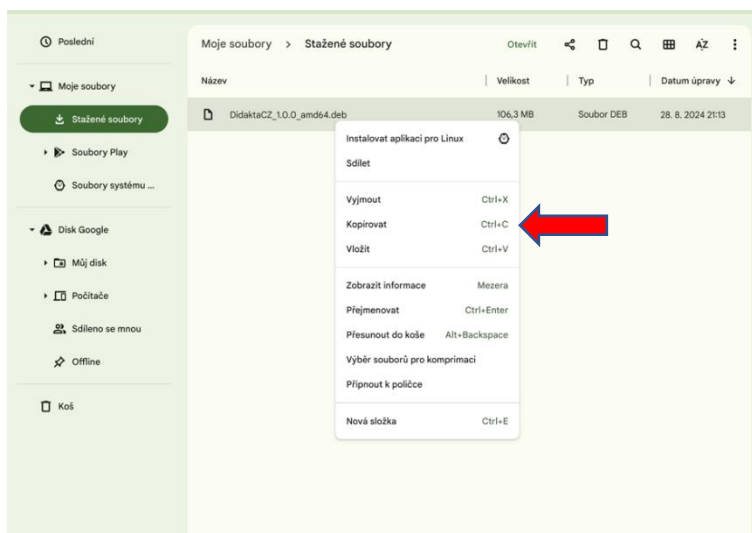 Poslední
Moje soubory
Stažené soubory
Soubory Play
Soubory systému ...
Disk Google
Můj disk
Počítače
Sdíleno se mnou
Offline
Koš
Moje soubory > Stažené soubory
Otevřít
AZ
Název
Velikost
Typ
Datum úpravy
DidaktaCZ_1.0.0_amd64.deb
106,3 MB
Soubor DEB
28. 8. 2024 21:13
Instalovat aplikaci pro Linux
Sdílet
Vyjmout Ctrl+X
Kopírovat Ctrl+C
Vložit Ctrl+V
Zobrazit informace Mezera
Přejmenovat Ctrl+Enter
Přesunout do koše Alt+Backspace
Výběr souborů pro komprimaci
Připnout k poličce
Nová složka Ctrl+E